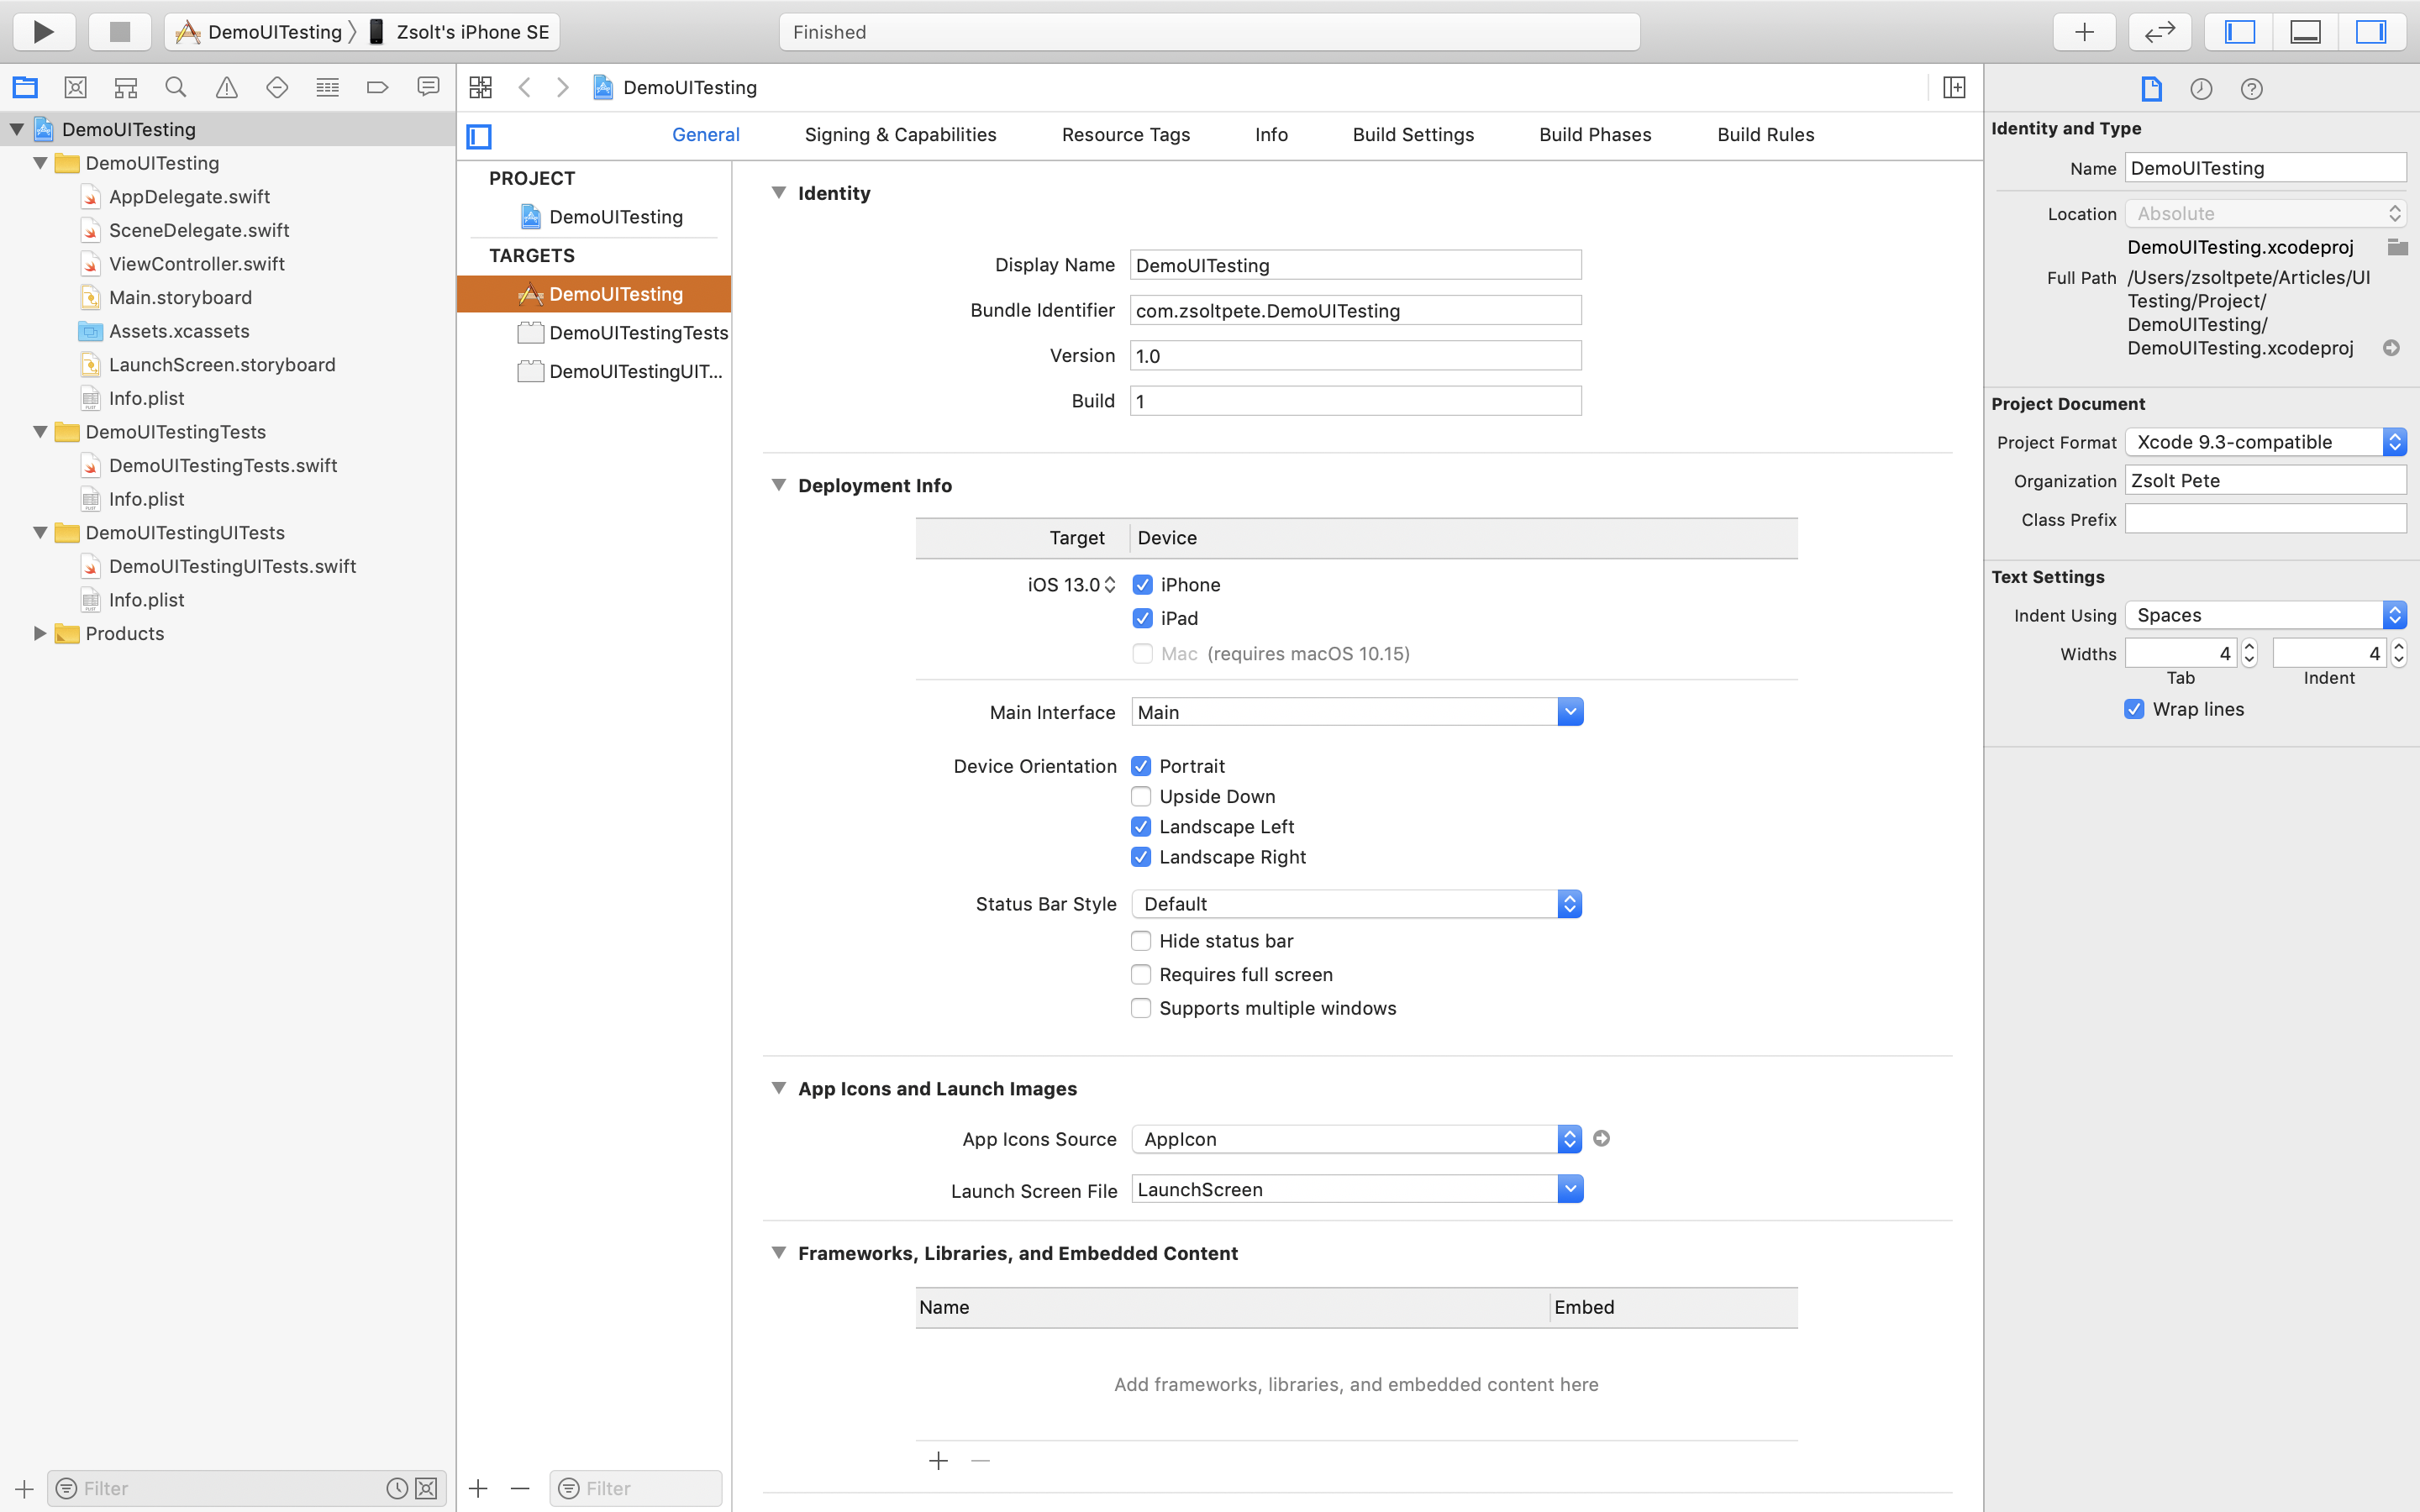 DemoUITesting
Zsolt's iPhone SE
Finished
DemoUITesting
DemoUITesting
AppDelegate.swift
SceneDelegate.swift
ViewController.swift
Main.storyboard
Assets.xcassets
LaunchScreen.storyboard
Info.plist
DemoUITestingTests
DemoUITestingTests.swift
Info.plist
DemoUITestingUITests
DemoUITestingUITests.swift
Info.plist
Products
Filter
DemoUITesting
General
Signing & Capabilities
Resource Tags
Info
Build Settings
Build Phases
Build Rules
PROJECT
DemoUITesting
TARGETS
DemoUITesting
DemoUITestingTests
DemoUITestingUIT...
Filter
Identity
Display Name DemoUITesting
Bundle Identifier com.zsoltpete.DemoUITesting
Version 1.0
Build 1
Deployment Info
Target Device
iOS 13.0 iPhone
iPad
Mac (requires macOS 10.15)
Main Interface Main
Device Orientation Portrait
Upside Down
Landscape Left
Landscape Right
Status Bar Style Default
Hide status bar
Requires full screen
Supports multiple windows
App Icons and Launch Images
App Icons Source AppIcon
Launch Screen File LaunchScreen
Frameworks, Libraries, and Embedded Content
Name Embed
Add frameworks, libraries, and embedded content here
Identity and Type
Name DemoUITesting
Location Absolute
DemoUITesting.xcodeproj
Full Path /Users/zsoltpete/Articles/UI
Testing/Project/
DemoUITesting/
DemoUITesting.xcodeproj
Project Document
Project Format Xcode 9.3-compatible
Organization Zsolt Pete
Class Prefix
Text Settings
Indent Using Spaces
Widths 4 4
Tab Indent
Wrap lines